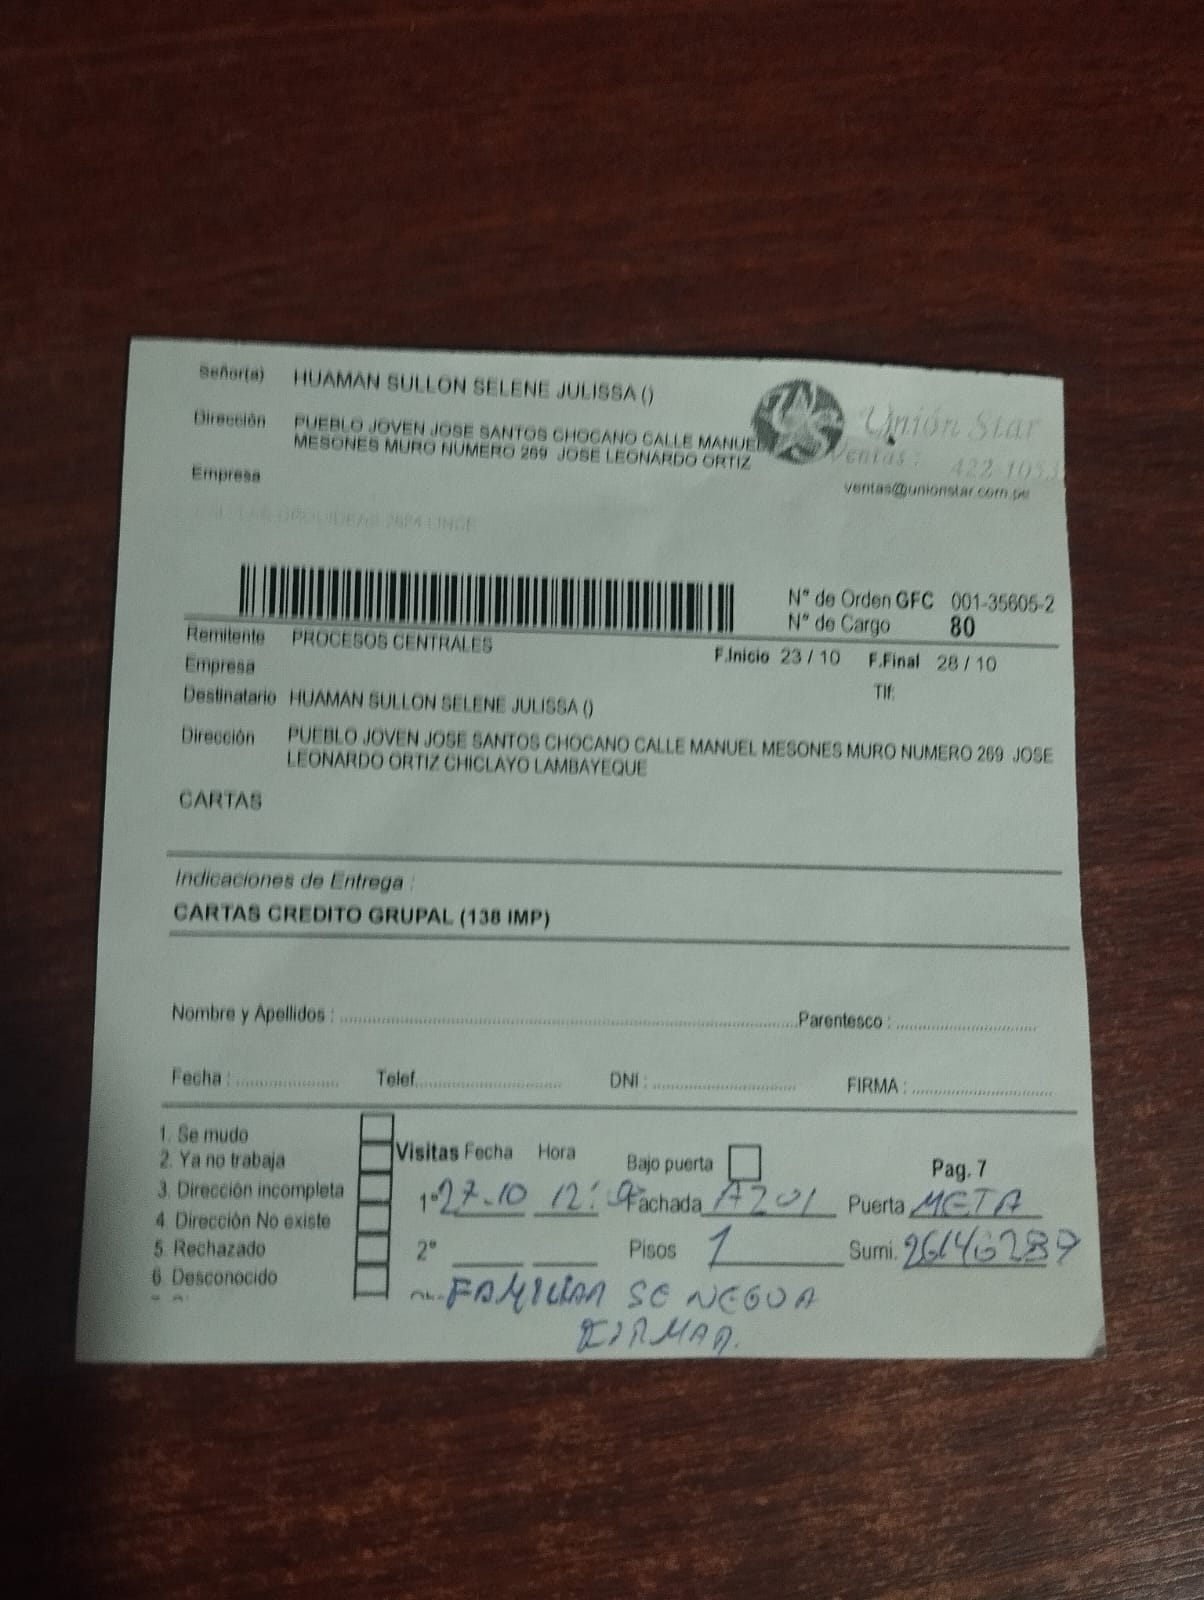 Señor(a) HUAMAN SULLON SELENE JULISSA ()
Dirección PUEBLO JOVEN JOSE SANTOS CHOCANO CALLE MANUEL
MESONES MURO NUMERO 269 JOSE LEONARDO ORTIZ
Unión Star
Ventas : 422-1053
ventas@unionstar.com.pe
Empresa
N° de Orden GFC 001-35605-2
N° de Cargo 80
Remitente PROCESOS CENTRALES
F.Inicio 23 / 10 F.Final 28 / 10
Empresa
Tlf:
Destinatario HUAMAN SULLON SELENE JULISSA ()
Dirección PUEBLO JOVEN JOSE SANTOS CHOCANO CALLE MANUEL MESONES MURO NUMERO 269 JOSE
LEONARDO ORTIZ CHICLAYO LAMBAYEQUE
CARTAS
Indicaciones de Entrega :
CARTAS CREDITO GRUPAL (138 IMP)
Nombre y Apellidos : Parentesco :
Fecha : Telef. DNI : FIRMA :
1. Se mudo
2. Ya no trabaja
3. Dirección incompleta
4. Dirección No existe
5. Rechazado
6. Desconocido
Visitas Fecha Hora Bajo puerta Pag. 7
1° 27-10 12: Fachada AZUL Puerta META
2° Pisos 1 Sumi. 26146289
FAMILIAR SE NEGO A
FIRMAR.